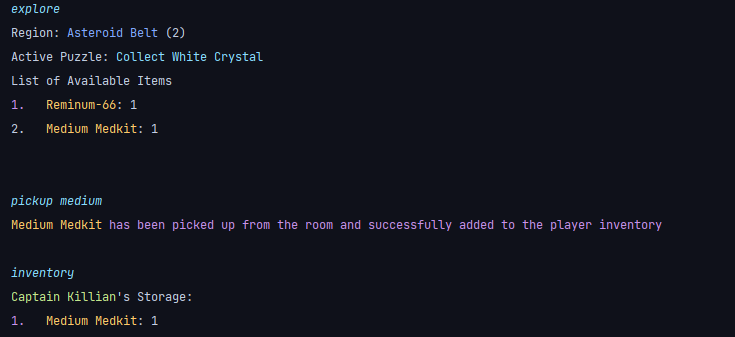 explore
Region: Asteroid Belt (2)
Active Puzzle: Collect White Crystal
List of Available Items
1. Reminum-66: 1
2. Medium Medkit: 1
pickup medium
Medium Medkit has been picked up from the room and successfully added to the player inventory
inventory
Captain Killian's Storage:
1. Medium Medkit: 1